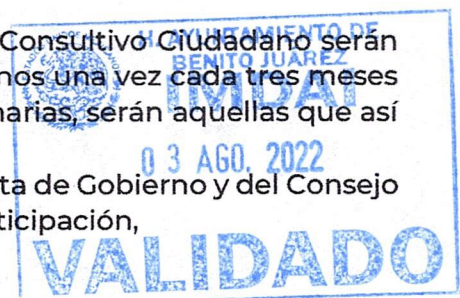 Consultivo Ciudadano serán
H. AYUNTAMIENTO DE
BENITO JUÁREZ
nos una vez cada tres meses
IMDAI
narias, serán aquellas que así
03 AGO. 2022
ta de Gobierno y del Consejo
ticipación,
VALIDADO